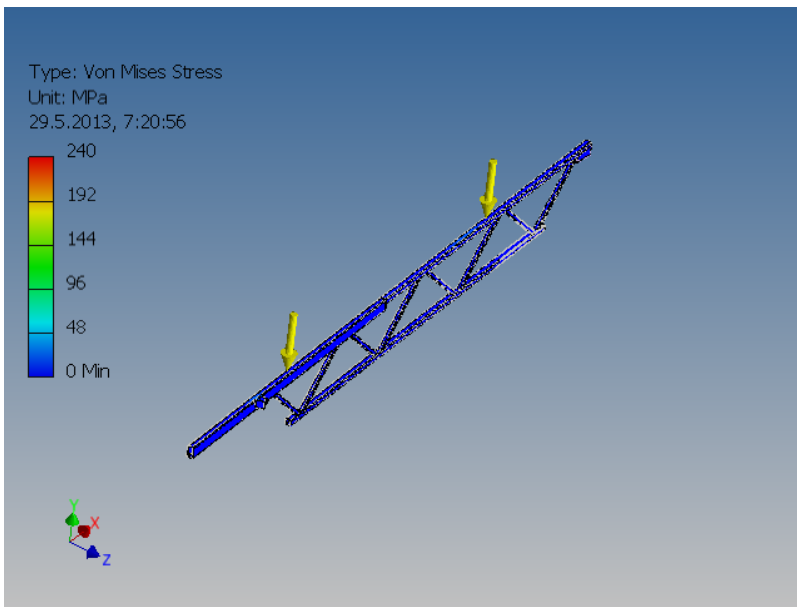 Type: Von Mises Stress
Unit: MPa
29.5.2013, 7:20:56
240
192
144
96
48
0 Min
Y
X
Z